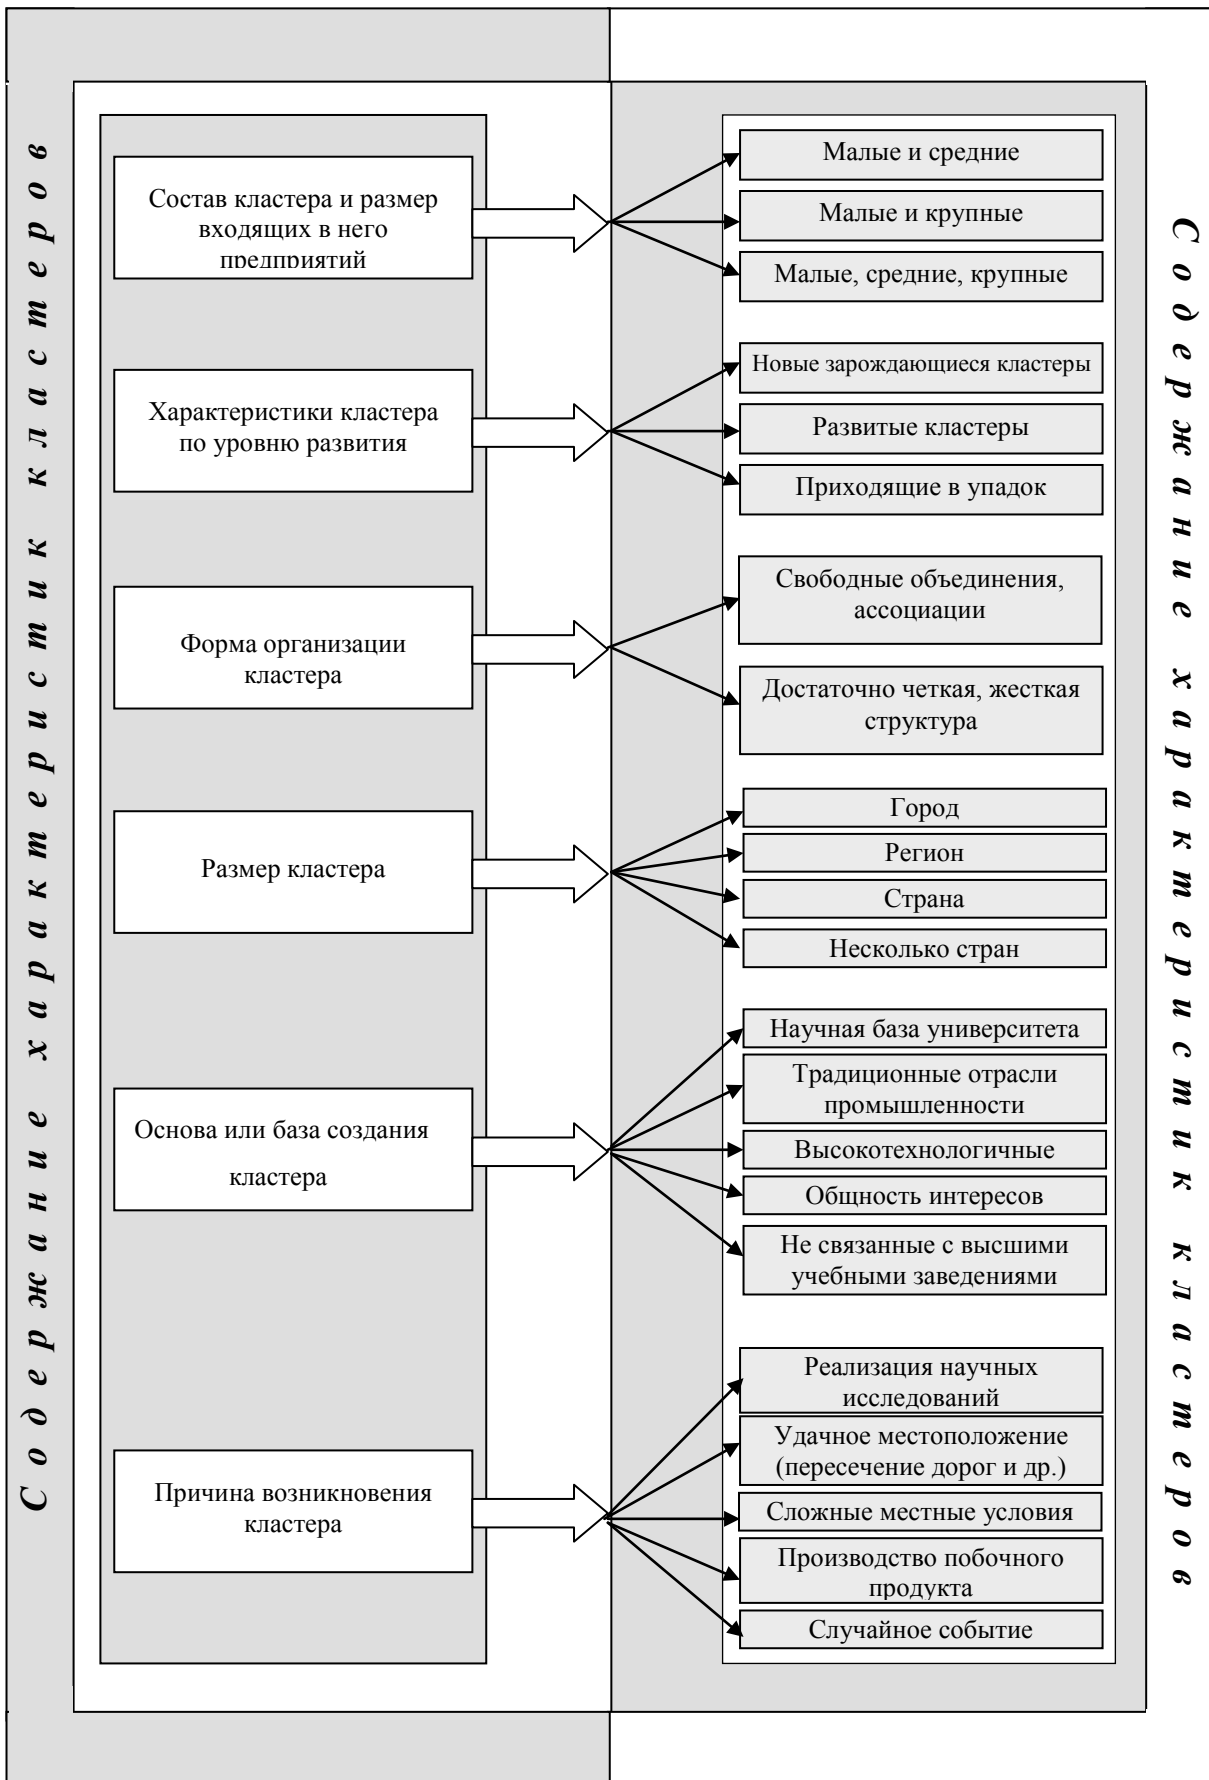 Содержание характеристик кластеров
Состав кластера и размер
входящих в него
предприятий
Малые и средние
Малые и крупные
Малые, средние, крупные
Характеристики кластера
по уровню развития
Новые зарождающиеся кластеры
Развитые кластеры
Приходящие в упадок
Форма организации
кластера
Свободные объединения,
ассоциации
Достаточно четкая, жесткая
структура
Размер кластера
Город
Регион
Страна
Несколько стран
Основа или база создания
кластера
Научная база университета
Традиционные отрасли
промышленности
Высокотехнологичные
Общность интересов
Не связанные с высшими
учебными заведениями
Причина возникновения
кластера
Реализация научных
исследований
Удачное местоположение
(пересечение дорог и др.)
Сложные местные условия
Производство побочного
продукта
Случайное событие
Содержание характеристик кластеров